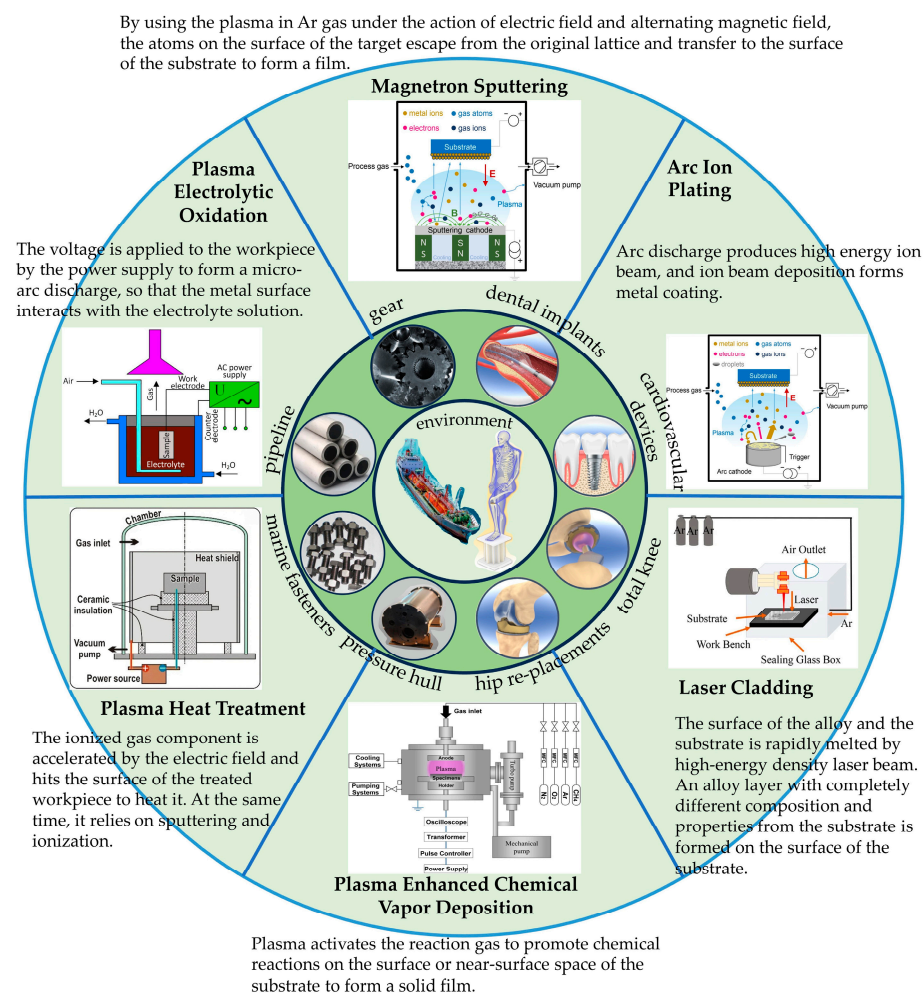 By using the plasma in Ar gas under the action of electric field and alternating magnetic field,
the atoms on the surface of the target escape from the original lattice and transfer to the surface
of the substrate to form a film.
Magnetron Sputtering
metal ions
gas atoms
electrons
gas ions
Substrate
Process gas
E
Vacuum pump
Plasma
B
Sputtering cathode
N S N
S N S
Cooling
Cooling
Plasma
Electrolytic
Oxidation
The voltage is applied to the workpiece
by the power supply to form a micro-
arc discharge, so that the metal surface
interacts with the electrolyte solution.
Air
Gas
Work
electrode
AC power
supply
U
~
H₂O
Counter
electrode
Sample
Electrolyte
H₂O
Arc Ion
Plating
Arc discharge produces high energy ion
beam, and ion beam deposition forms
metal coating.
metal ions
gas atoms
electrons
gas ions
droplete
Substrate
Process gas
E
Vacuum pump
Plasma
Trigger
Arc cathode
gear
dental implants
cardiovascular
devices
total knee
hip re-placements
pressure hull
marine fasteners
pipeline
environment
Chamber
Gas inlet
Heat shield
Sample
Ceramic
insulation
Vacuum
pump
Power source
Plasma Heat Treatment
The ionized gas component is
accelerated by the electric field and
hits the surface of the treated
workpiece to heat it. At the same
time, it relies on sputtering and
ionization.
Ar Ar Ar
Air Outlet
Laser
Substrate
Ar
Work Bench
Sealing Glass Box
Laser Cladding
The surface of the alloy and the
substrate is rapidly melted by
high-energy density laser beam.
An alloy layer with completely
different composition and
properties from the substrate is
formed on the surface of the
substrate.
Gas inlet
Cooling
Systems
Anode
Plasma
Specimens
Holder
Pumping
Systems
Turbo pump
MFC MFC MFC MFC
N₂ O₂ Ar CH₄
Oscilloscope
Transformer
Pulse Controller
Power Supply
Mechanical
pump
Plasma Enhanced Chemical
Vapor Deposition
Plasma activates the reaction gas to promote chemical
reactions on the surface or near-surface space of the
substrate to form a solid film.